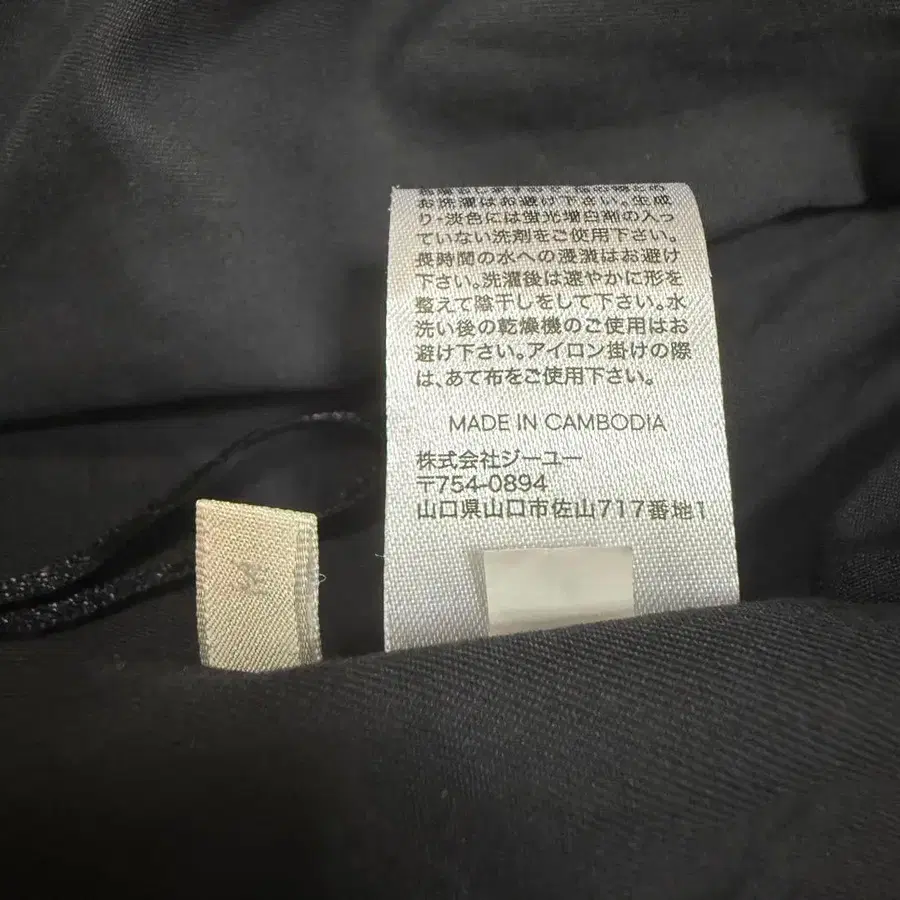 お洗濯はお避け下さい。生成
り・淡色には蛍光増白剤の入っ
ていない洗剤をご使用下さい。
長時間の水への浸漬はお避け
下さい。洗濯後は速やかに形を
整えて陰干しをして下さい。水
洗い後の乾燥機のご使用はお
避け下さい。アイロン掛けの際
は、あて布をご使用下さい。
MADE IN CAMBODIA
株式会社ジーユー
〒754-0894
山口県山口市佐山717番地1